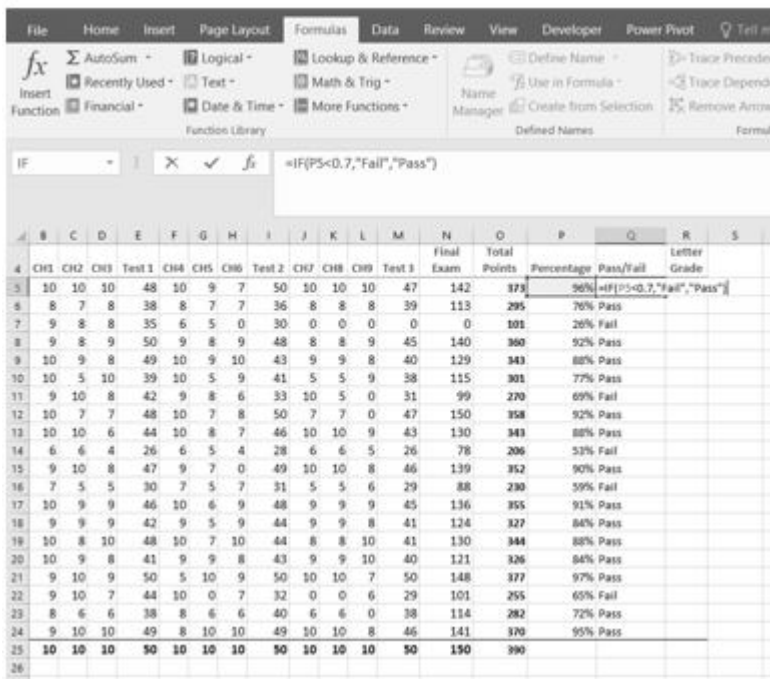 File Home Insert Page Layout Formulas Data Review View Developer Power Pivot Tell m
fx Insert Function
Σ AutoSum Logical Lookup & Reference
Recently Used Text Math & Trig
Financial Date & Time More Functions
Function Library
Name Manager
Define Name
Use in Formula
Create from Selection
Defined Names
Trace Precede
Trace Depend
Remove Arrow
Formul
IF fx =IF(P5<0.7,"Fail","Pass")
B C D E F G H I J K L M N O P Q R S
4 CH1 CH2 CH3 Test 1 CH4 CH5 CH6 Test 2 CH7 CH8 CH9 Test 3 Final Exam Total Points Percentage Pass/Fail Letter Grade
5 10 10 10 48 10 9 7 50 10 10 10 47 142 373 96% =IF(P5<0.7,"Fail","Pass")
6 8 7 8 38 8 7 7 36 8 8 8 39 113 295 76% Pass
7 9 8 8 35 6 5 0 30 0 0 0 0 0 101 26% Fail
8 9 8 9 50 9 8 9 48 8 8 9 45 140 360 92% Pass
9 10 9 8 49 10 9 10 43 9 9 8 40 129 343 88% Pass
10 10 5 10 39 10 5 9 41 5 5 9 38 115 301 77% Pass
11 9 10 8 42 9 8 6 33 10 5 0 31 99 270 69% Fail
12 10 7 7 48 10 7 8 50 7 7 0 47 150 358 92% Pass
13 10 10 6 44 10 8 7 46 10 10 9 43 130 343 88% Pass
14 6 6 4 26 6 5 4 28 6 6 5 26 78 206 53% Fail
15 9 10 8 47 9 7 0 49 10 10 8 46 139 352 90% Pass
16 7 5 5 30 7 5 7 31 5 5 6 29 88 230 59% Fail
17 10 9 9 46 10 6 9 48 9 9 9 45 136 355 91% Pass
18 9 9 9 42 9 5 9 44 9 9 8 41 124 327 84% Pass
19 10 8 10 48 10 7 10 44 8 8 10 41 130 344 88% Pass
20 10 9 8 41 9 9 8 43 9 9 10 40 121 326 84% Pass
21 9 10 9 50 5 10 9 50 10 10 7 50 148 377 97% Pass
22 9 10 7 44 10 0 7 32 0 0 6 29 101 255 65% Fail
23 8 6 6 38 8 6 6 40 6 6 0 38 114 282 72% Pass
24 9 10 10 49 8 10 10 49 10 10 8 46 141 370 95% Pass
25 10 10 10 50 10 10 10 50 10 10 10 50 150 390
26